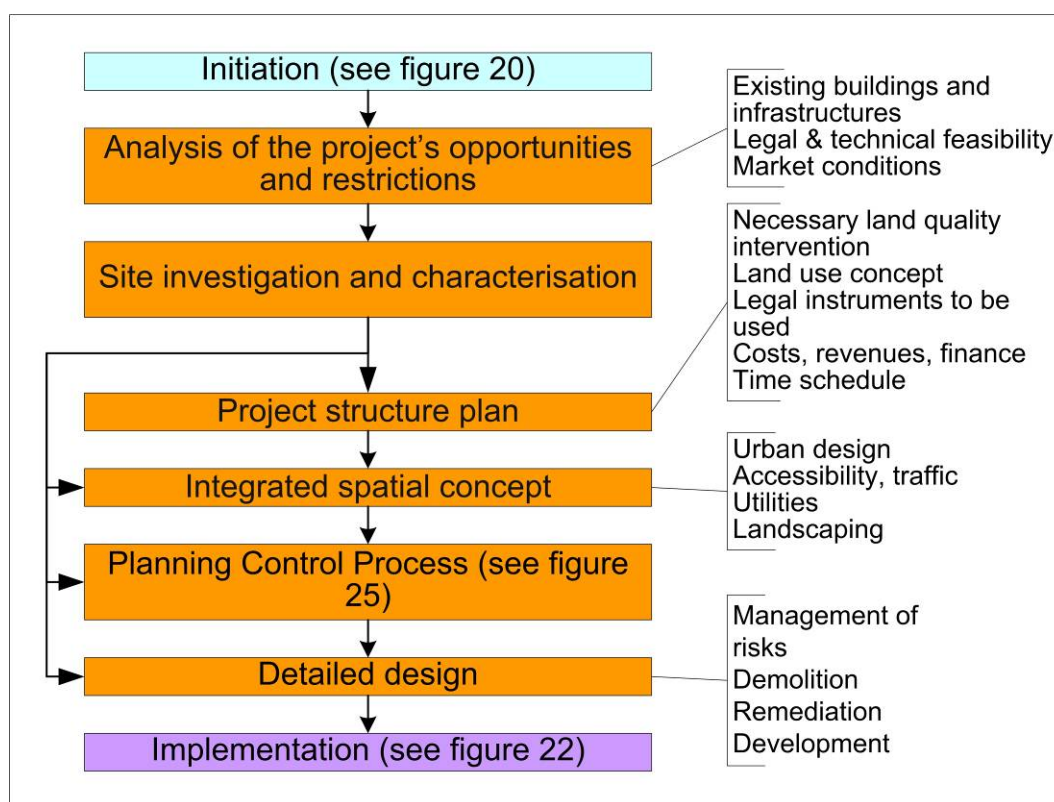 Initiation (see figure 20)
Analysis of the project's opportunities
and restrictions
Existing buildings and
infrastructures
Legal & technical feasibility
Market conditions
Site investigation and characterisation
Project structure plan
Necessary land quality
intervention
Land use concept
Legal instruments to be
used
Costs, revenues, finance
Time schedule
Integrated spatial concept
Urban design
Accessibility, traffic
Utilities
Landscaping
Planning Control Process (see figure
25)
Detailed design
Management of
risks
Demolition
Remediation
Development
Implementation (see figure 22)